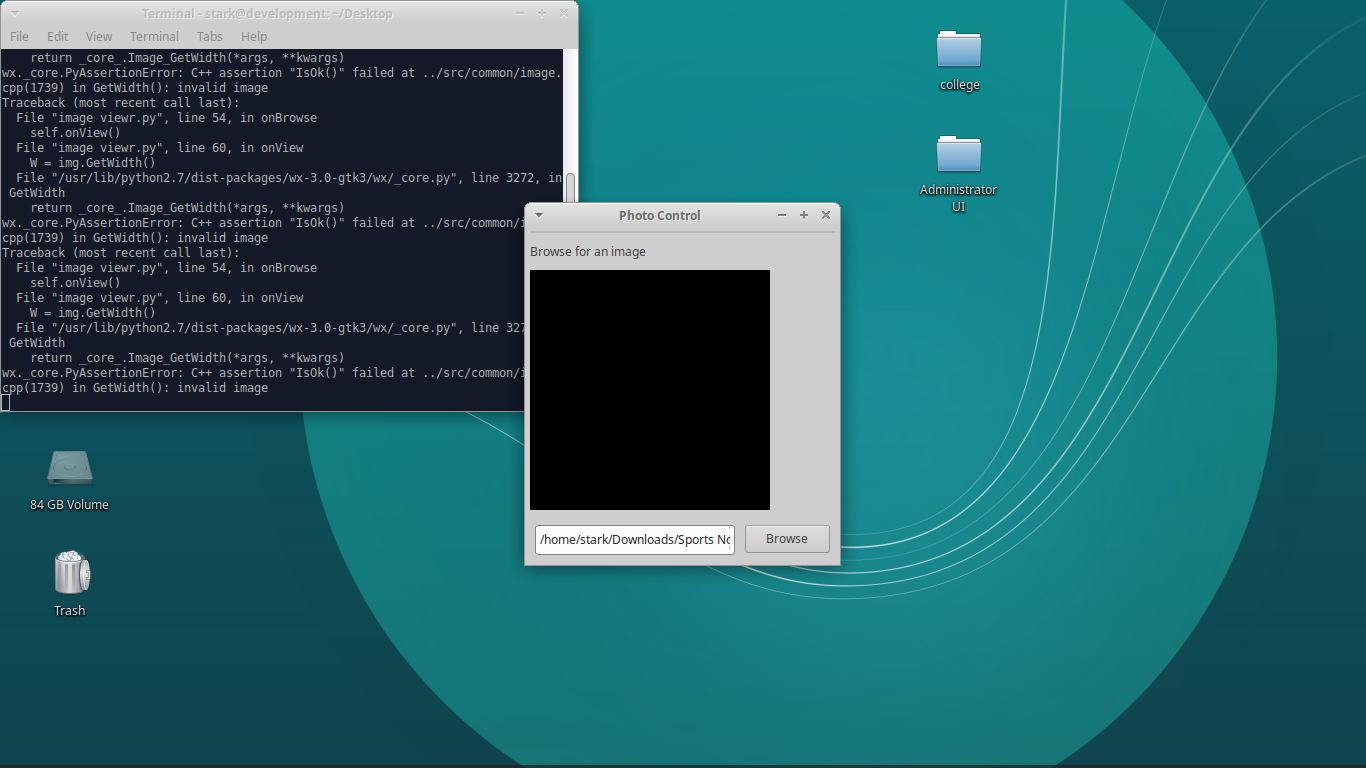 Terminal - stark@development: ~/Desktop
File Edit View Terminal Tabs Help
return _core_.Image_GetWidth(*args, **kwargs)
wx._core.PyAssertionError: C++ assertion "IsOk()" failed at ../src/common/image.
cpp(1739) in GetWidth(): invalid image
Traceback (most recent call last):
File "image viewr.py", line 54, in onBrowse
self.onView()
File "image viewr.py", line 60, in onView
W = img.GetWidth()
File "/usr/lib/python2.7/dist-packages/wx-3.0-gtk3/wx/_core.py", line 3272, in
GetWidth
return _core_.Image_GetWidth(*args, **kwargs)
wx._core.PyAssertionError: C++ assertion "IsOk()" failed at ../src/common/i
cpp(1739) in GetWidth(): invalid image
Traceback (most recent call last):
File "image viewr.py", line 54, in onBrowse
self.onView()
File "image viewr.py", line 60, in onView
W = img.GetWidth()
File "/usr/lib/python2.7/dist-packages/wx-3.0-gtk3/wx/_core.py", line 327
GetWidth
return _core_.Image_GetWidth(*args, **kwargs)
wx._core.PyAssertionError: C++ assertion "IsOk()" failed at ../src/common/i
cpp(1739) in GetWidth(): invalid image
Photo Control
Browse for an image
/home/stark/Downloads/Sports No
Browse
college
Administrator
UI
84 GB Volume
Trash